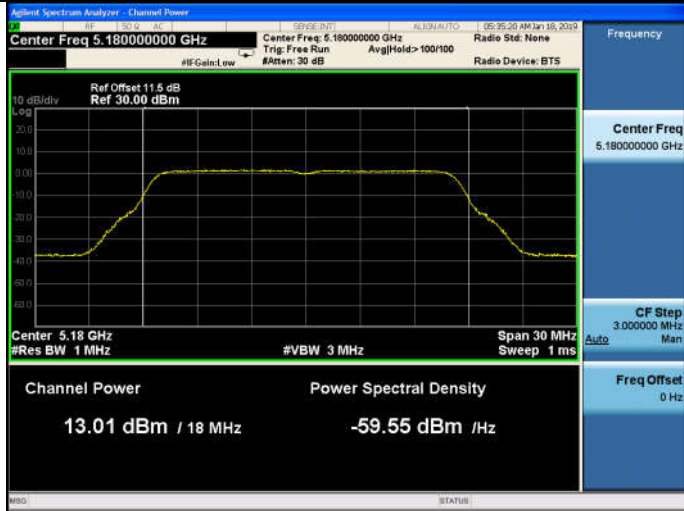 Agilent Spectrum Analyzer - Channel Power
RF 50 Ω AC SENSE:INT ALIGN AUTO 05:35:20 AM Jan 18, 2019
Center Freq 5.180000000 GHz
Center Freq: 5.180000000 GHz
Radio Std: None
Trig: Free Run Avg|Hold:> 100/100
#IFGain:Low #Atten: 30 dB
Radio Device: BTS
Ref Offset 11.5 dB
10 dB/div Ref 30.00 dBm
Log
20.0
10.0
0.00
-10.0
-20.0
-30.0
-40.0
-50.0
-60.0
Center 5.18 GHz Span 30 MHz
#Res BW 1 MHz #VBW 3 MHz Sweep 1 ms
Channel Power Power Spectral Density
13.01 dBm / 18 MHz -59.55 dBm /Hz
MSG STATUS
Frequency
Center Freq
5.180000000 GHz
CF Step
3.000000 MHz
Auto Man
Freq Offset
0 Hz